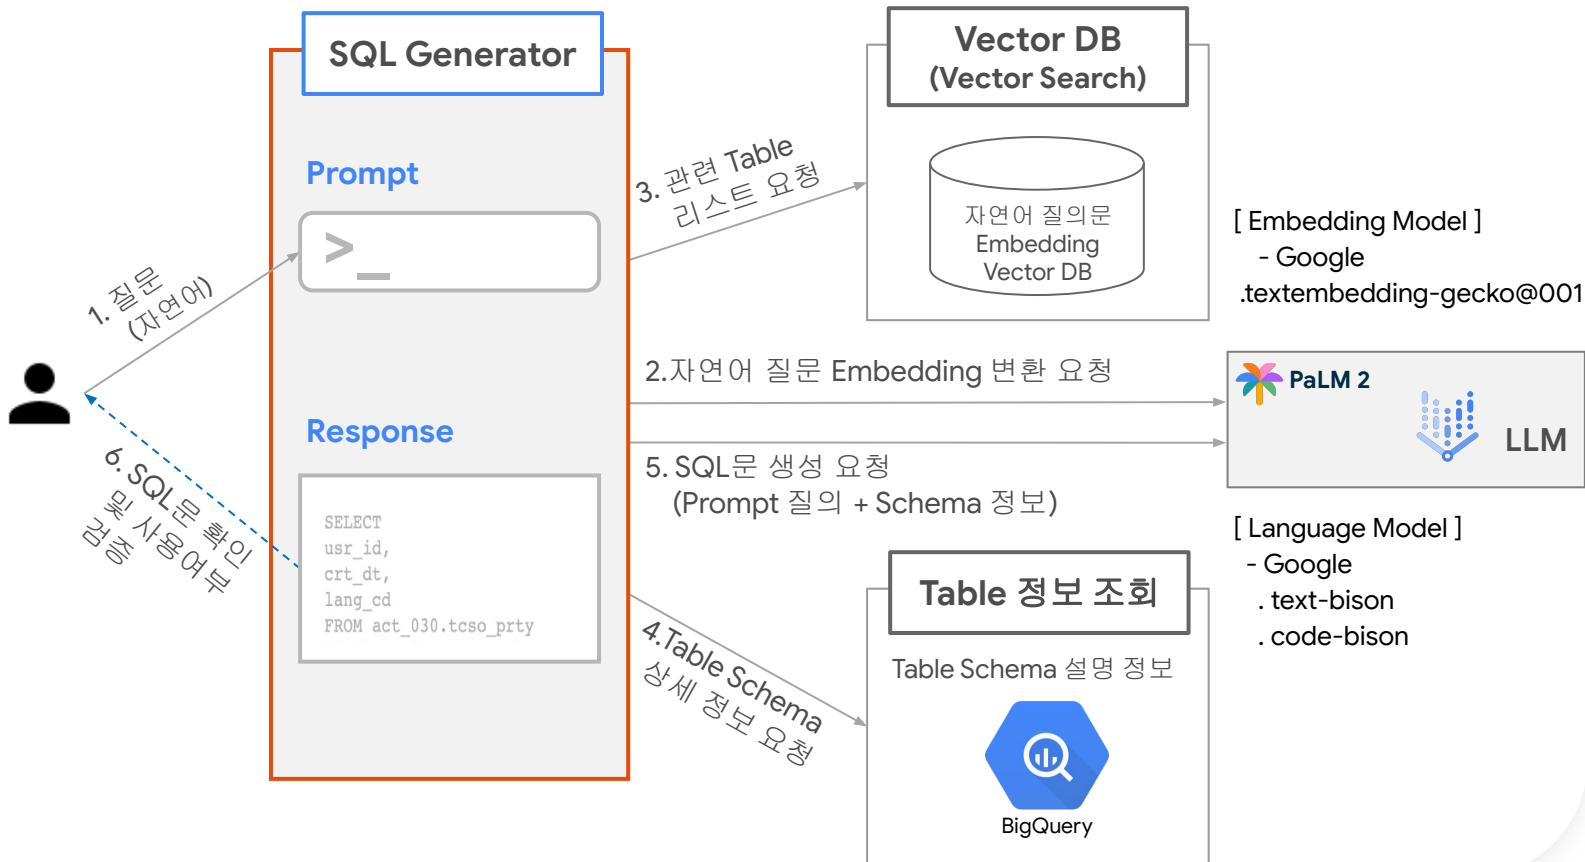 SQL Generator
Prompt
>_
Response
SELECT
usr_id,
crt_dt,
lang_cd
FROM act_030.tcso_prty
1. 질문
(자연어)
6. SQL문 확인
및 사용여부
검증
3. 관련 Table
리스트 요청
2.자연어 질문 Embedding 변환 요청
5. SQL문 생성 요청
(Prompt 질의 + Schema 정보)
4.Table Schema
상세 정보 요청
Vector DB
(Vector Search)
자연어 질의문
Embedding
Vector DB
[ Embedding Model ]
- Google
.textembedding-gecko@001
PaLM 2
LLM
[ Language Model ]
- Google
. text-bison
. code-bison
Table 정보 조회
Table Schema 설명 정보
BigQuery